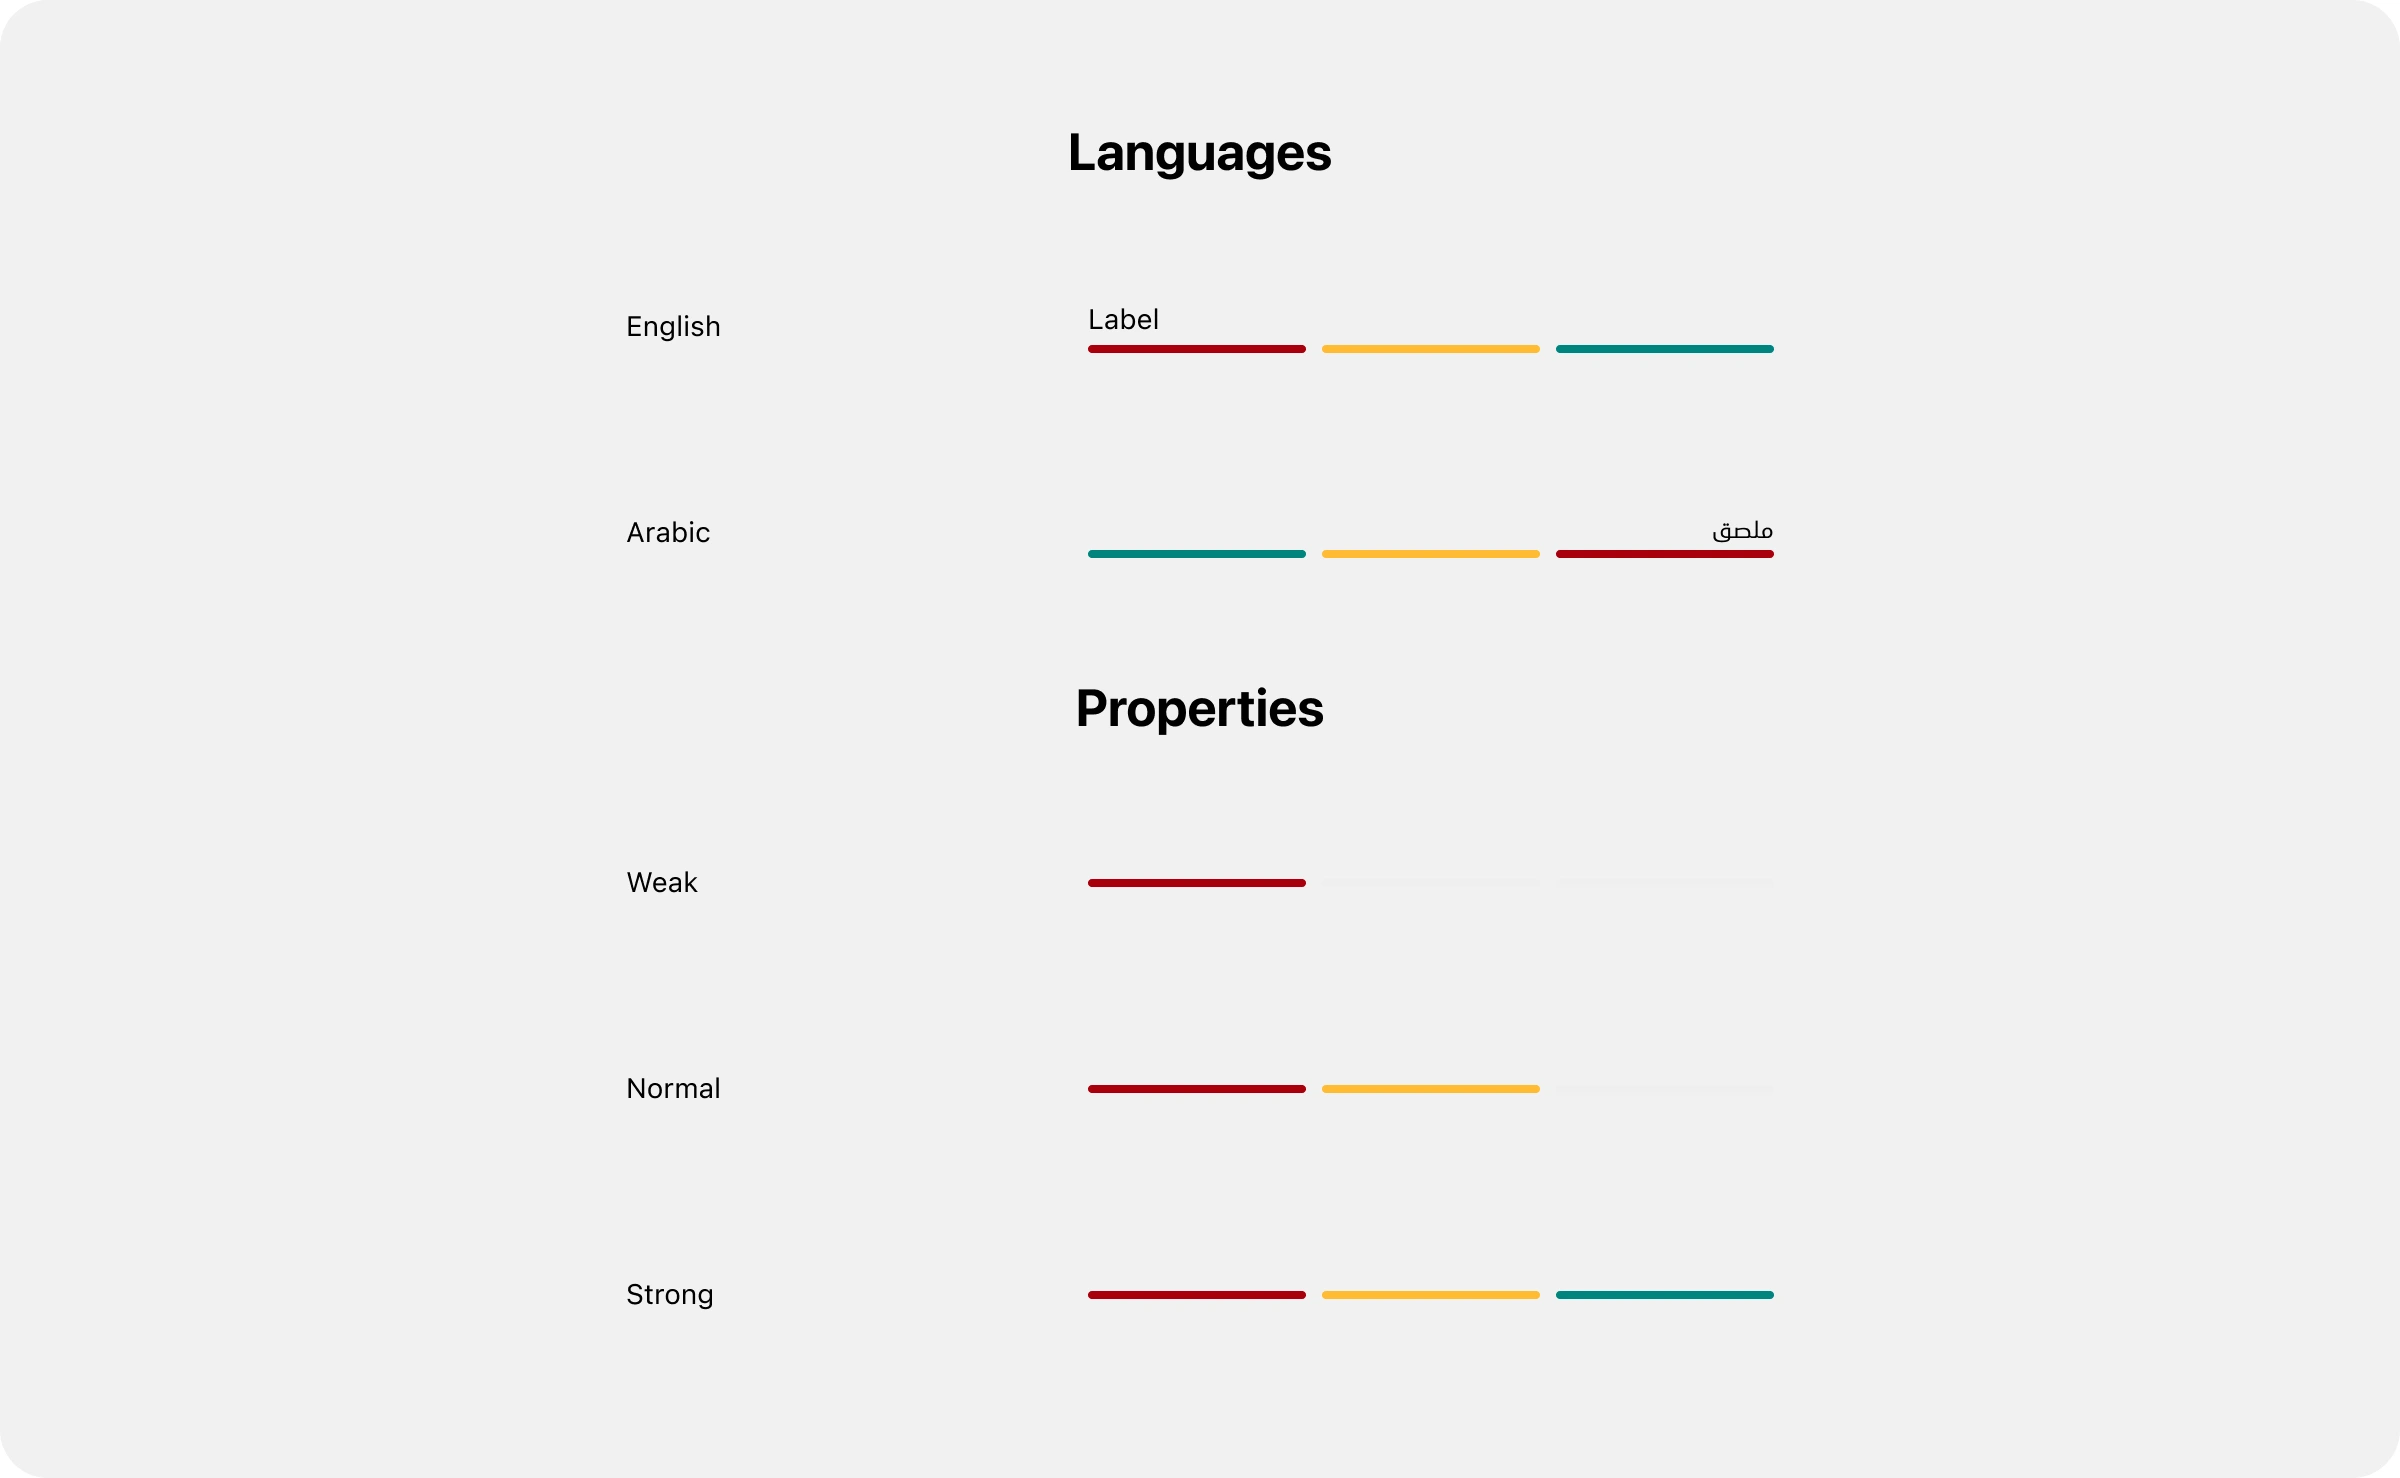 Languages
English
Label
Arabic
ملصق
Properties
Weak
Normal
Strong